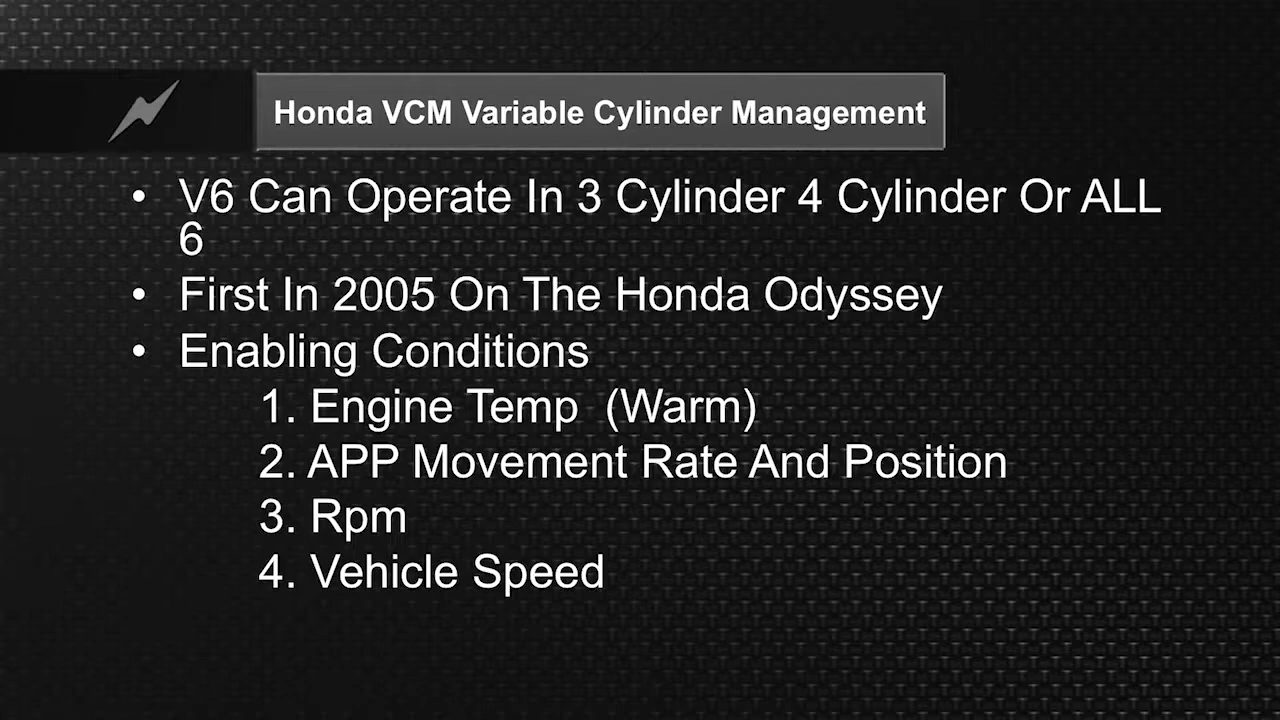 Honda VCM Variable Cylinder Management
• V6 Can Operate In 3 Cylinder 4 Cylinder Or ALL
6
• First In 2005 On The Honda Odyssey
• Enabling Conditions
1. Engine Temp (Warm)
2. APP Movement Rate And Position
3. Rpm
4. Vehicle Speed